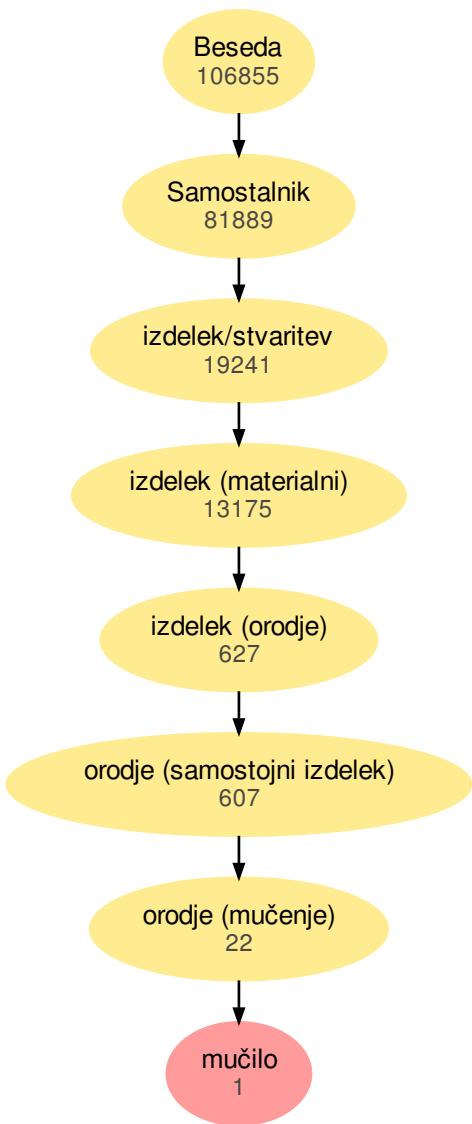 Beseda
106855
Samostalnik
81889
izdelek/stvaritev
19241
izdelek (materialni)
13175
izdelek (orodje)
627
orodje (samostojni izdelek)
607
orodje (mučenje)
22
mučilo
1